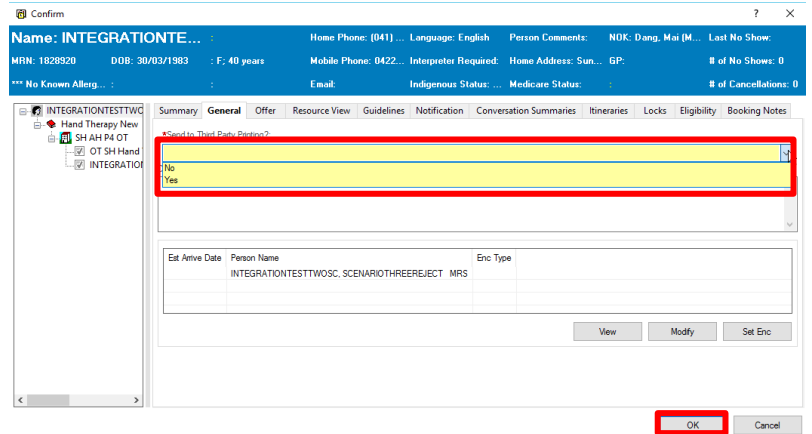 Confirm
? ×
Name: INTEGRATIONTE... : Home Phone: (041) ... Language: English Person Comments: NOK: Dang, Mai (M... Last No Show:
MRN: 1828920 DOB: 30/03/1983 : F; 40 years Mobile Phone: 0422... Interpreter Required: Home Address: Sun... GP: # of No Shows: 0
*** No Known Allerg... : : Email: Indigenous Status: ... Medicare Status: : # of Cancellations: 0
INTEGRATIONTESTTWO
Hand Therapy New
SH AH P4 OT
OT SH Hand
INTEGRATIO
Summary General Offer Resource View Guidelines Notification Conversation Summaries Itineraries Locks Eligibility Booking Notes
*Send to Third Party Printing?:
No
Yes
Est Arrive Date Person Name Enc Type
INTEGRATIONTESTTWOSC, SCENARIOTHREEREJECT MRS
View Modify Set Enc
OK Cancel